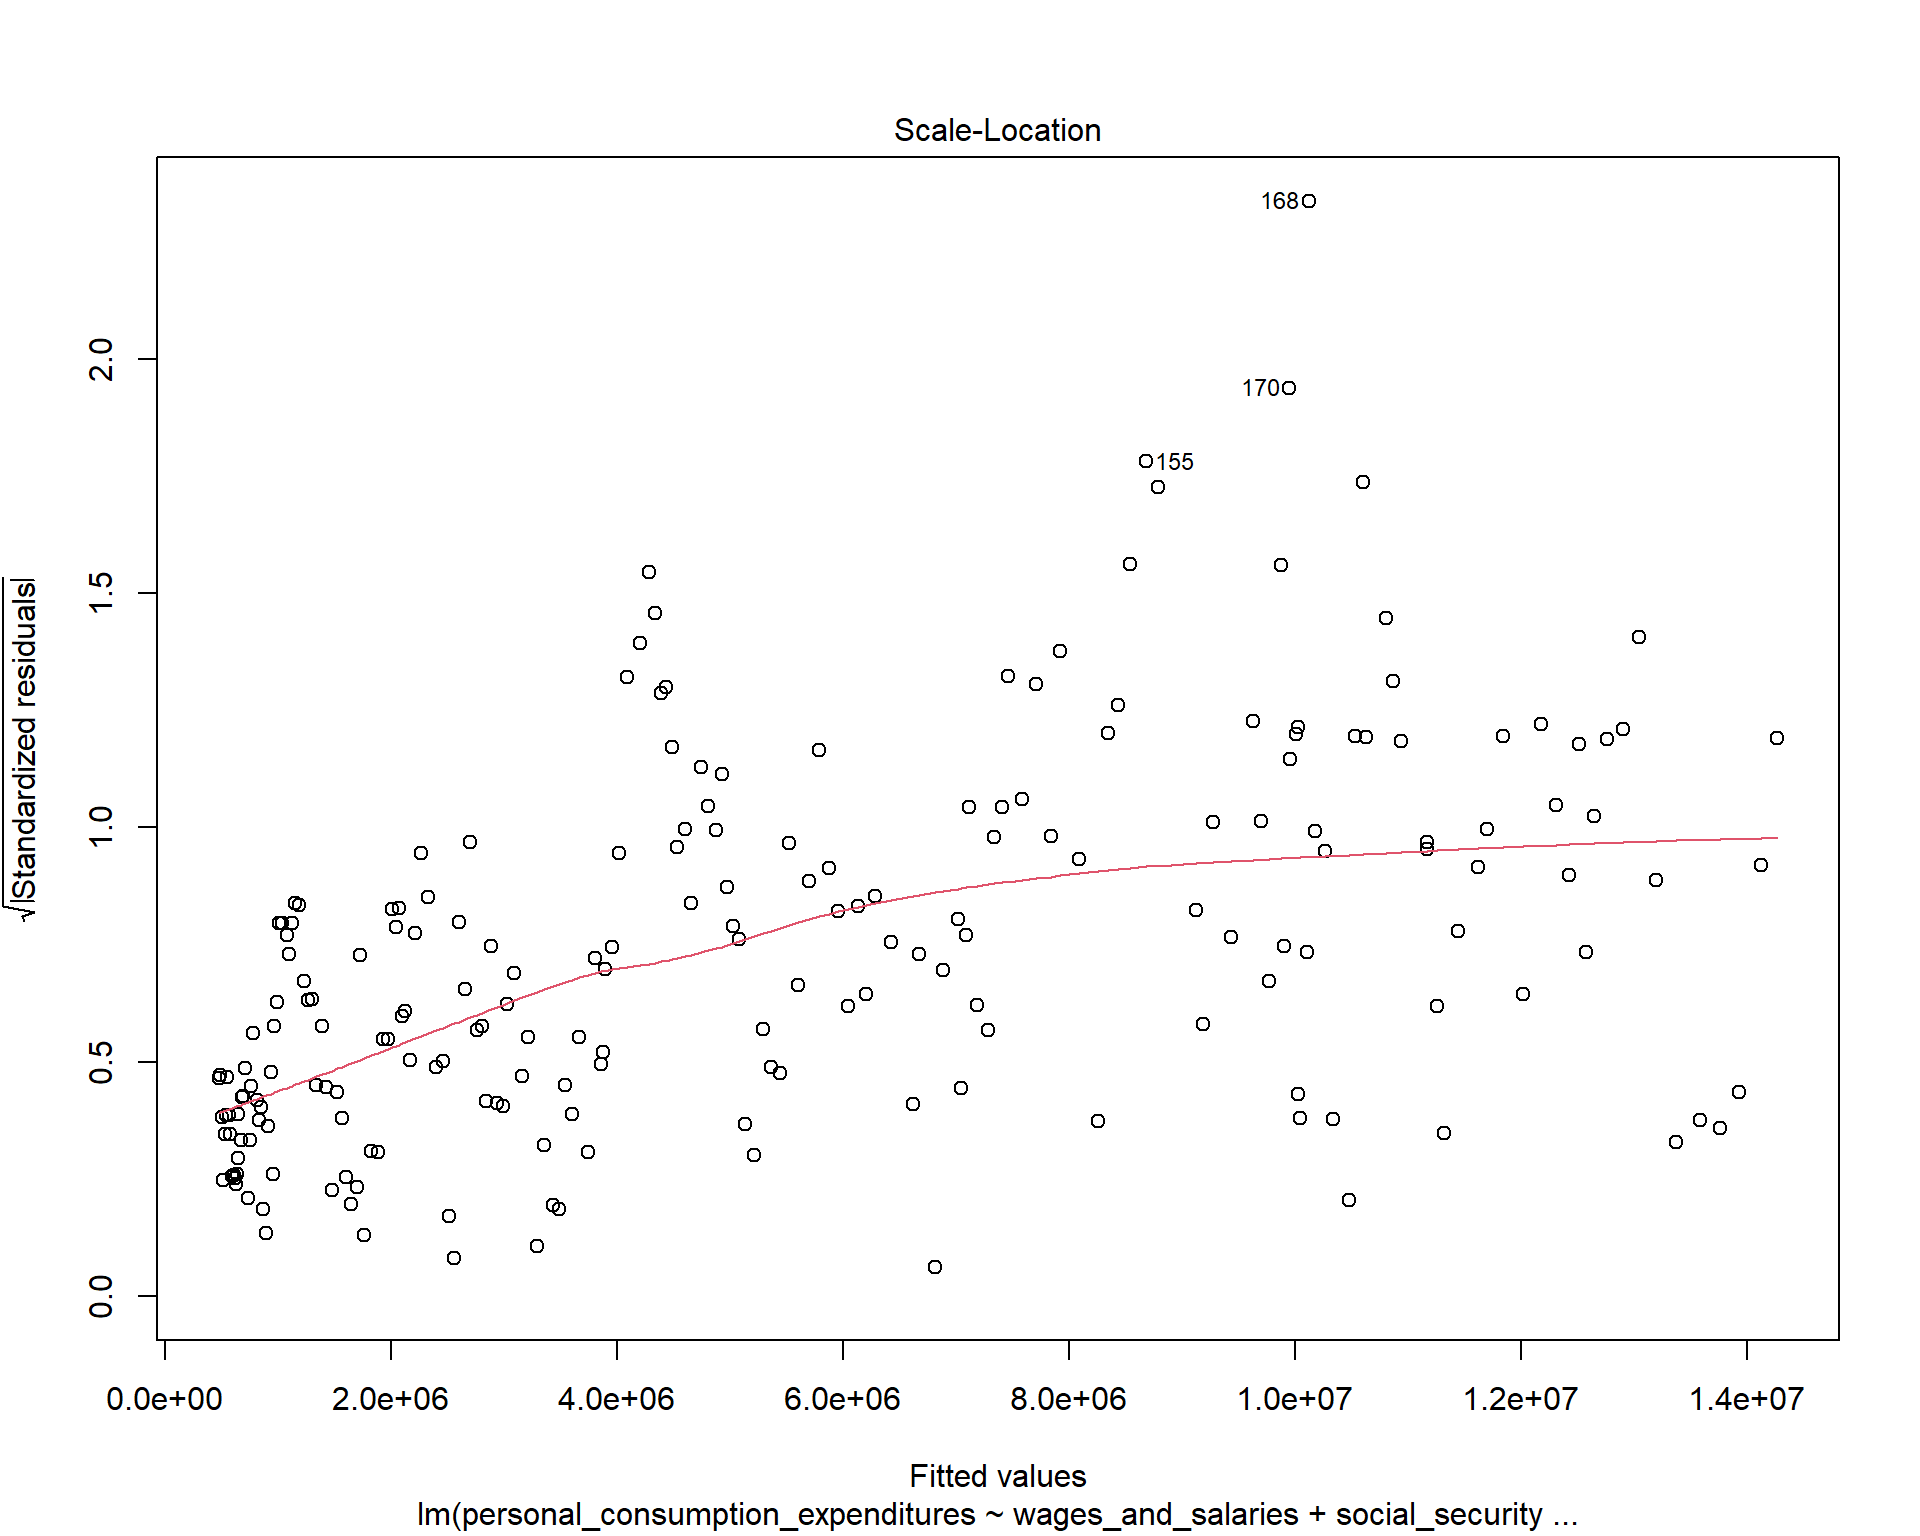 Scale-Location
168
170
155
√|Standardized residuals|
2.0
1.5
1.0
0.5
0.0
0.0e+00 2.0e+06 4.0e+06 6.0e+06 8.0e+06 1.0e+07 1.2e+07 1.4e+07
Fitted values
lm(personal_consumption_expenditures ~ wages_and_salaries + social_security ...